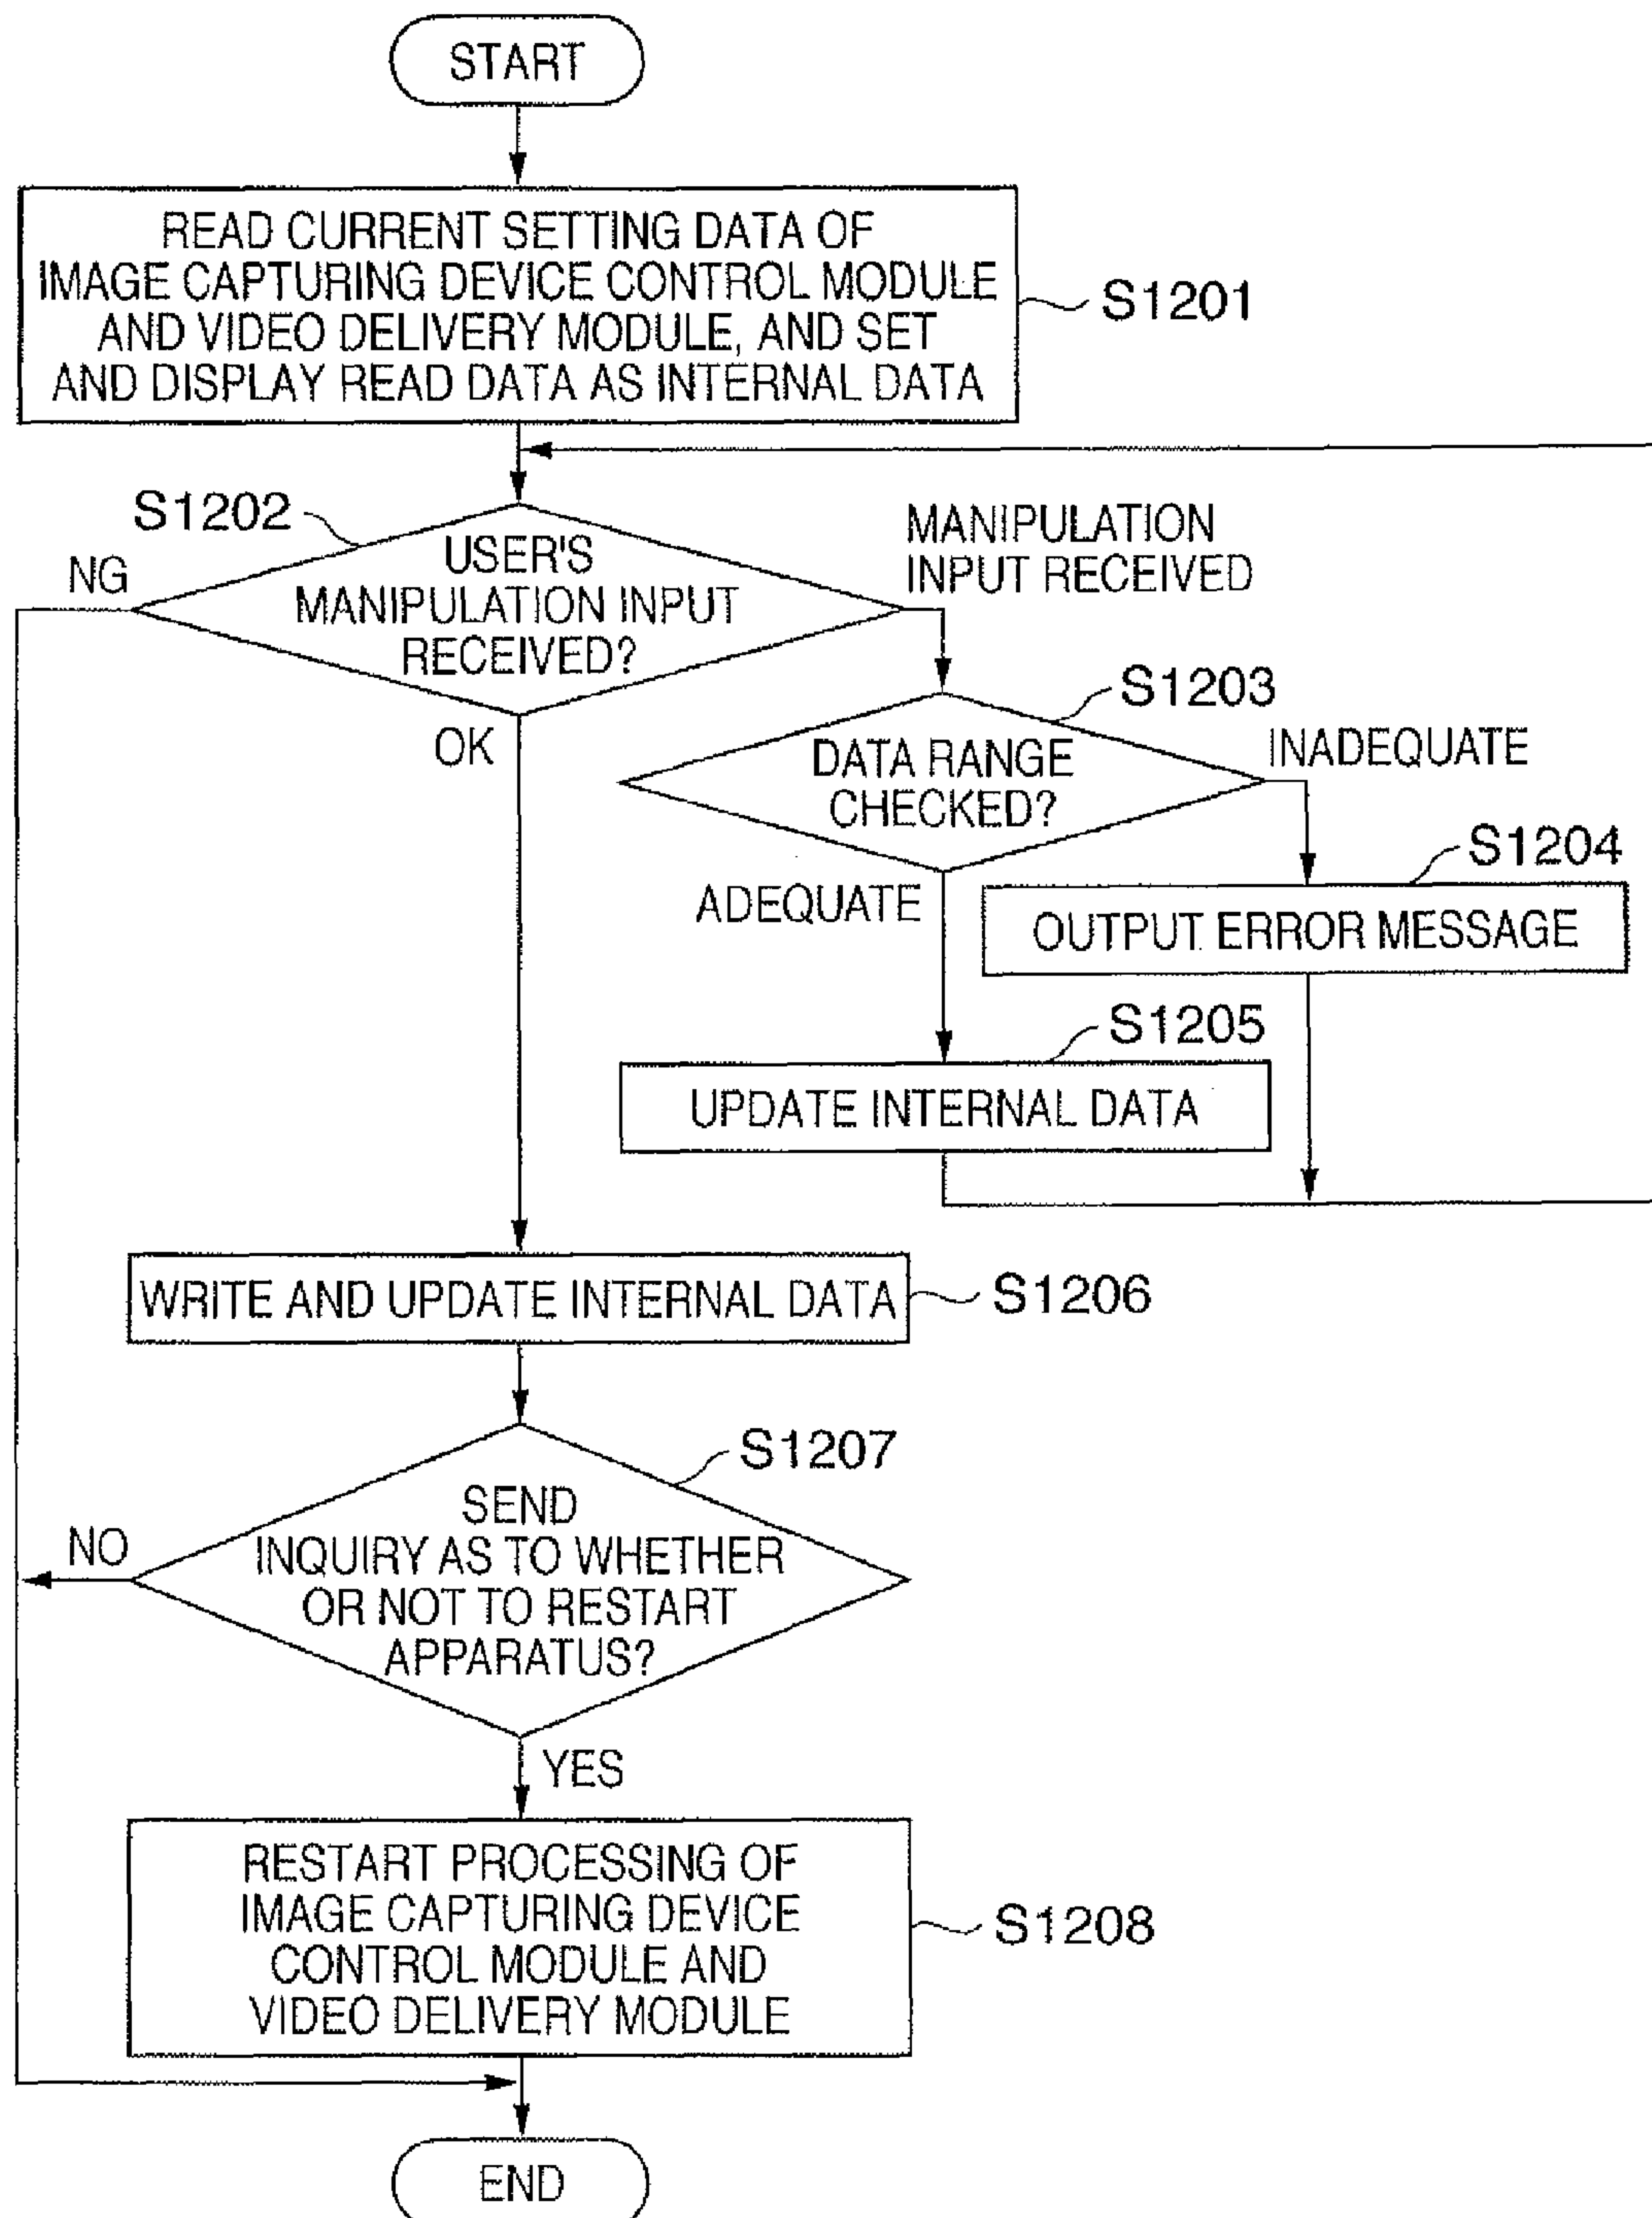 START
READ CURRENT SETTING DATA OF
IMAGE CAPTURING DEVICE CONTROL MODULE
AND VIDEO DELIVERY MODULE, AND SET
AND DISPLAY READ DATA AS INTERNAL DATA
S1201
S1202
USER'S
MANIPULATION INPUT
RECEIVED?
NG
MANIPULATION
INPUT RECEIVED
OK
S1203
DATA RANGE
CHECKED?
INADEQUATE
ADEQUATE
S1204
OUTPUT ERROR MESSAGE
S1205
UPDATE INTERNAL DATA
WRITE AND UPDATE INTERNAL DATA
S1206
S1207
SEND
INQUIRY AS TO WHETHER
OR NOT TO RESTART
APPARATUS?
NO
YES
RESTART PROCESSING OF
IMAGE CAPTURING DEVICE
CONTROL MODULE AND
VIDEO DELIVERY MODULE
S1208
END